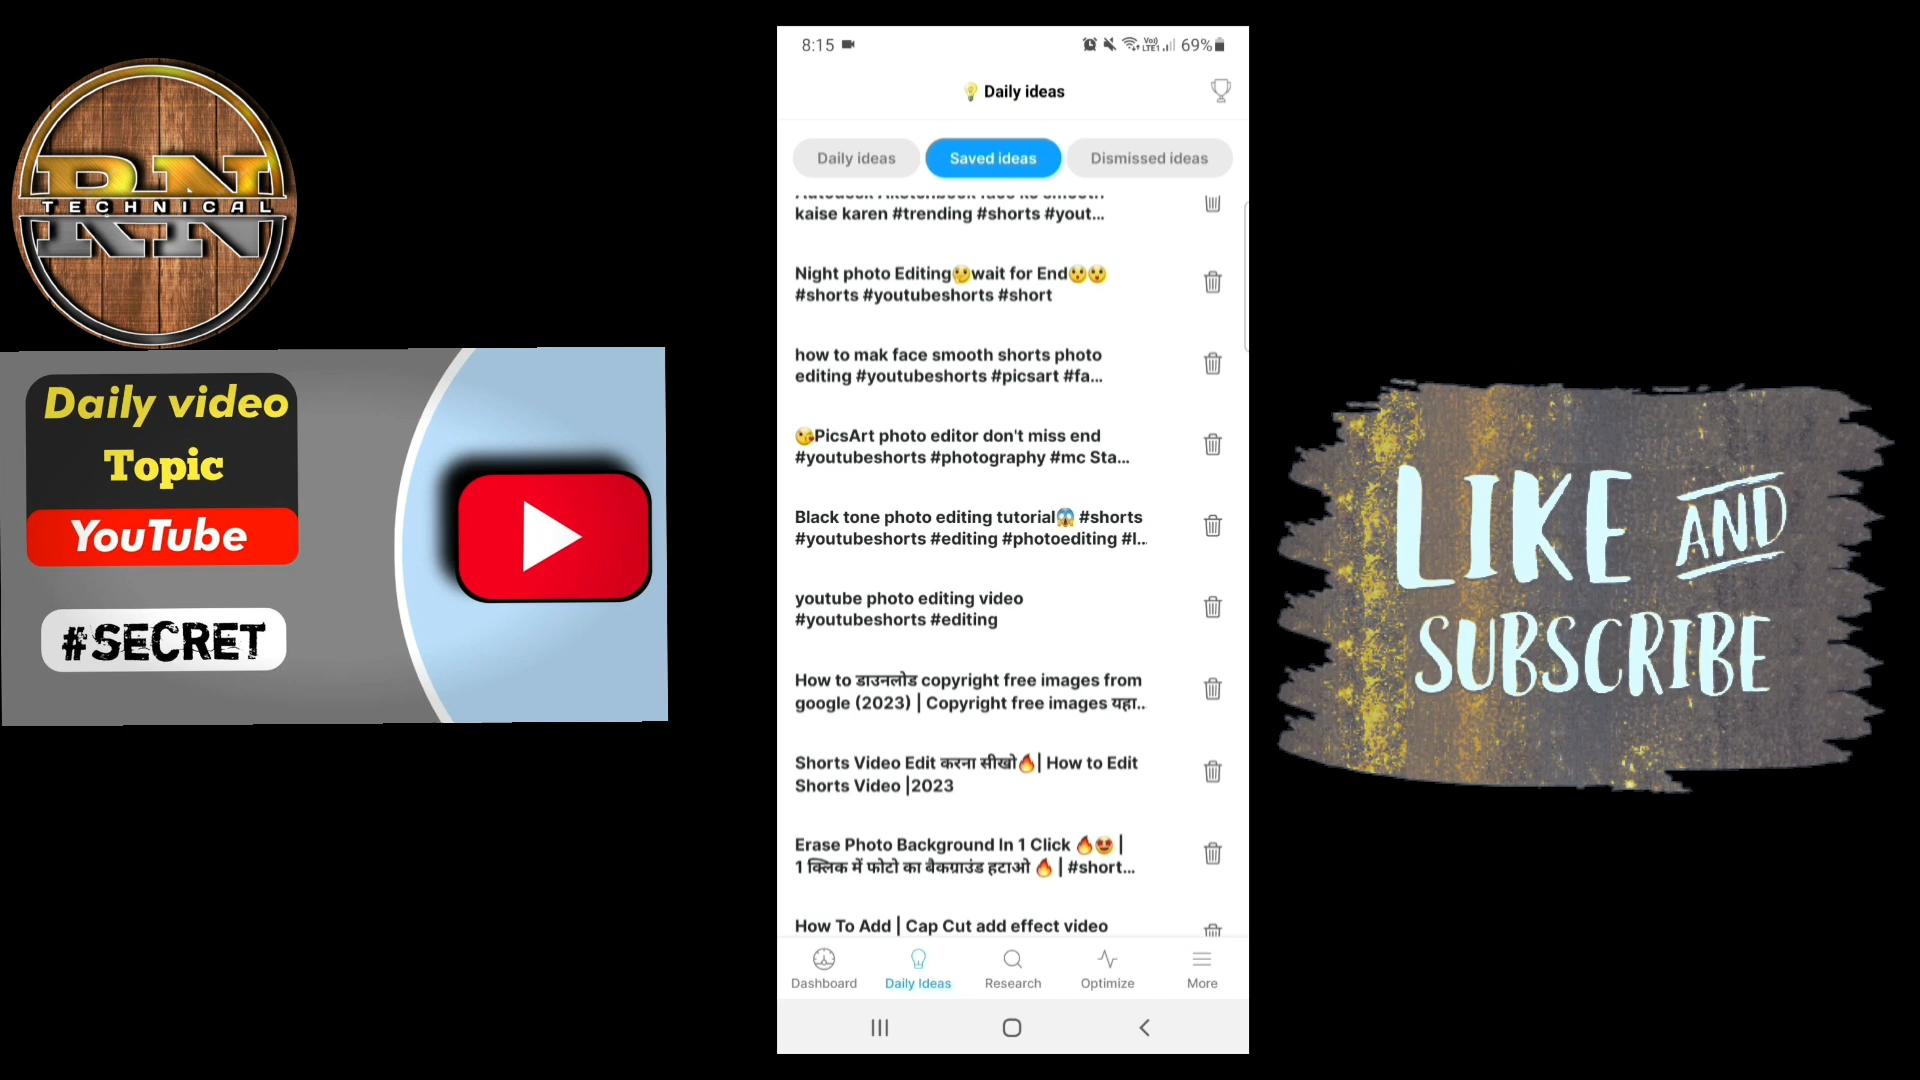 RN
TECHNICAL
Daily video
Topic
YouTube
#SECRET
8:15
69%
💡 Daily ideas
Daily ideas
Saved ideas
Dismissed ideas
kaise karen #trending #shorts #yout...
Night photo Editing🤔wait for End😯😯
#shorts #youtubeshorts #short
how to mak face smooth shorts photo
editing #youtubeshorts #picsart #fa...
😘PicsArt photo editor don't miss end
#youtubeshorts #photography #mc Sta...
Black tone photo editing tutorial😱 #shorts
#youtubeshorts #editing #photoediting #l..
youtube photo editing video
#youtubeshorts #editing
How to डाउनलोड copyright free images from
google (2023) | Copyright free images यहा..
Shorts Video Edit करना सीखो🔥| How to Edit
Shorts Video |2023
Erase Photo Background In 1 Click 🔥🤩 |
1 क्लिक में फोटो का बैकग्राउंड हटाओ 🔥 | #short...
How To Add | Cap Cut add effect video
Dashboard
Daily Ideas
Research
Optimize
More
LIKE AND
SUBSCRIBE